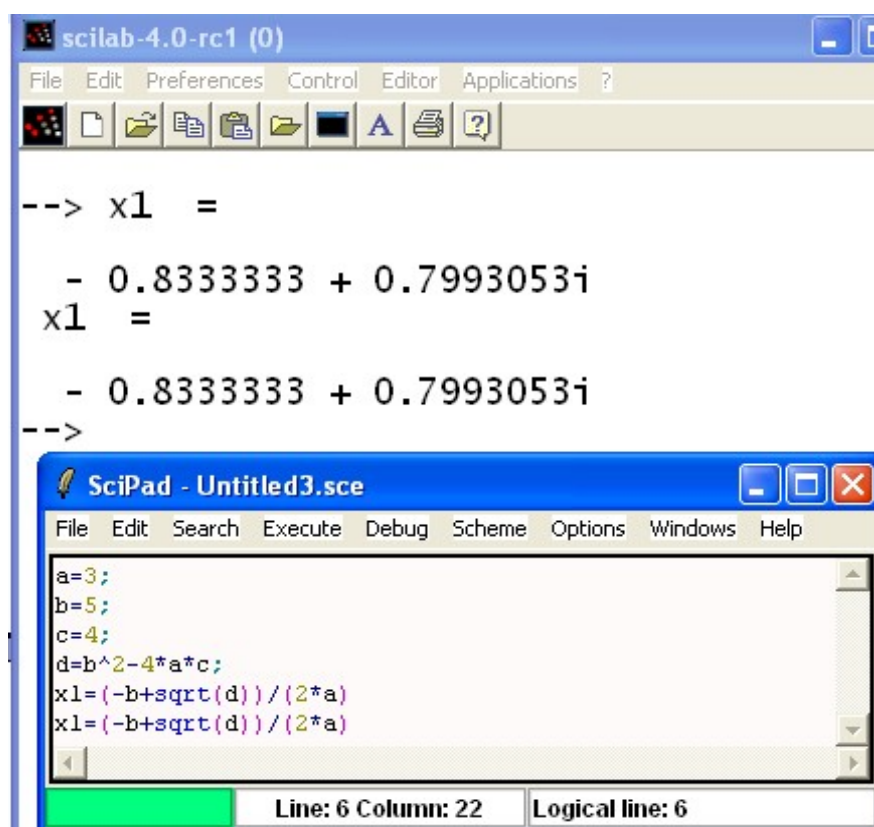 scilab-4.0-rc1 (0)
File Edit Preferences Control Editor Applications ?
A ?
--> x1 =
- 0.8333333 + 0.7993053i
x1 =
- 0.8333333 + 0.7993053i
-->
SciPad - Untitled3.sce
File Edit Search Execute Debug Scheme Options Windows Help
a=3;
b=5;
c=4;
d=b^2-4*a*c;
x1=(-b+sqrt(d))/(2*a)
x1=(-b+sqrt(d))/(2*a)
Line: 6 Column: 22 Logical line: 6